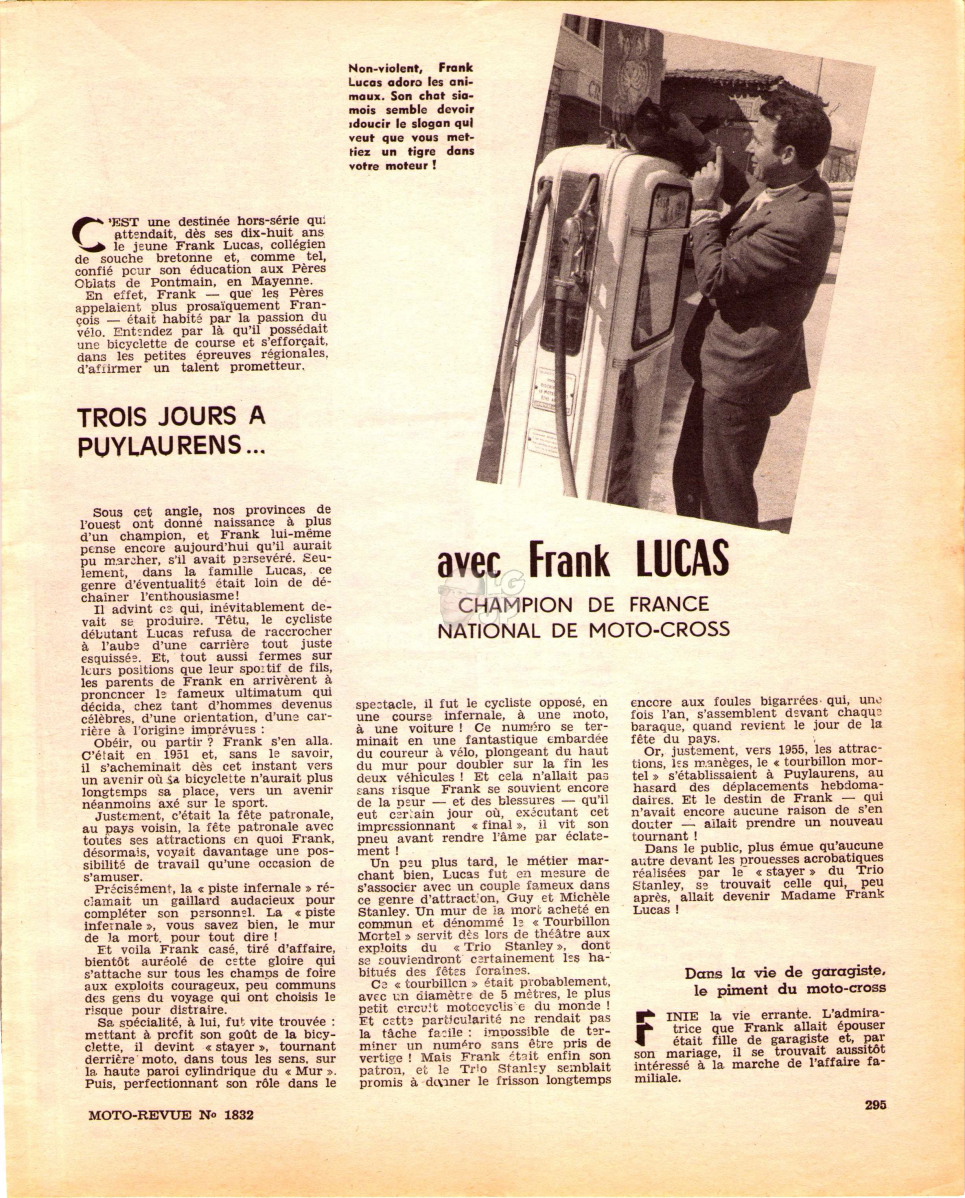 Non-violent, Frank
Lucas adore les ani-
maux. Son chat sia-
mois semble devoir
adoucir le slogan qui
veut que vous met-
tiez un tigre dans
votre moteur !
C'EST une destinée hors-série qui
attendait, dès ses dix-huit ans
le jeune Frank Lucas, collégien
de souche bretonne et, comme tel,
confié pour son éducation aux Pères
Oblats de Pontmain, en Mayenne.
En effet, Frank — que les Pères
appelaient plus prosaïquement Fran-
çois — était habité par la passion du
vélo. Entendez par là qu'il possédait
une bicyclette de course et s'efforçait,
dans les petites épreuves régionales,
d'affirmer un talent prometteur.
TROIS JOURS A
PUYLAURENS...
Sous cet angle, nos provinces de
l'ouest ont donné naissance à plus
d'un champion, et Frank lui-même
pense encore aujourd'hui qu'il aurait
pu marcher, s'il avait persevéré. Seu-
lement, dans la famille Lucas, ce
genre d'éventualité était loin de dé-
chaîner l'enthousiasme!
Il advint ce qui, inévitablement de-
vait se produire. Têtu, le cycliste
débutant Lucas refusa de raccrocher
à l'aube d'une carrière tout juste
esquissée. Et, tout aussi fermes sur
leurs positions que leur sportif de fils,
les parents de Frank en arrivèrent à
prononcer le fameux ultimatum qui
décida, chez tant d'hommes devenus
célèbres, d'une orientation, d'une car-
rière à l'origine imprévues :
Obéir, ou partir ? Frank s'en alla.
C'était en 1951 et, sans le savoir,
il s'acheminait dès cet instant vers
un avenir où sa bicyclette n'aurait plus
longtemps sa place, vers un avenir
néanmoins axé sur le sport.
Justement, c'était la fête patronale,
au pays voisin, la fête patronale avec
toutes ses attractions en quoi Frank,
désormais, voyait davantage une pos-
sibilité de travail qu'une occasion de
s'amuser.
Précisément, la « piste infernale » ré-
clamait un gaillard audacieux pour
compléter son personnel. La « piste
infernale », vous savez bien, le mur
de la mort, pour tout dire !
Et voila Frank casé, tiré d'affaire,
bientôt auréolé de cette gloire qui
s'attache sur tous les champs de foire
aux exploits courageux, peu communs
des gens du voyage qui ont choisis le
risque pour distraire.
Sa spécialité, à lui, fut vite trouvée :
mettant à profit son goût de la bicy-
clette, il devint « stayer », tournant
derrière moto, dans tous les sens, sur
la haute paroi cylindrique du « Mur ».
Puis, perfectionnant son rôle dans le
avec Frank LUCAS
CHAMPION DE FRANCE
NATIONAL DE MOTO-CROSS
spectacle, il fut le cycliste opposé, en
une course infernale, à une moto,
à une voiture ! Ce numéro se ter-
minait en une fantastique embardée
du coureur à vélo, plongeant du haut
du mur pour doubler sur la fin les
deux véhicules ! Et cela n'allait pas
sans risque Frank se souvient encore
de la peur — et des blessures — qu'il
eut certain jour où, exécutant cet
impressionnant « final », il vit son
pneu avant rendre l'âme par éclate-
ment !
Un peu plus tard, le métier mar-
chant bien, Lucas fut en mesure de
s'associer avec un couple fameux dans
ce genre d'attraction, Guy et Michèle
Stanley. Un mur de la mort acheté en
commun et dénommé le « Tourbillon
Mortel » servit dès lors de théâtre aux
exploits du « Trio Stanley », dont
se souviendront certainement les ha-
bitués des fêtes foraines.
Ce « tourbillon » était probablement,
avec un diamètre de 5 mètres, le plus
petit circuit motocycliste du monde !
Et cette particularité ne rendait pas
la tâche facile : impossible de ter-
miner un numéro sans être pris de
vertige ! Mais Frank était enfin son
patron, et le Trio Stanley semblait
promis à donner le frisson longtemps
encore aux foules bigarrées qui, une
fois l'an, s'assemblent devant chaque
baraque, quand revient le jour de la
fête du pays.
Or, justement, vers 1955, les attrac-
tions, les manèges, le « tourbillon mor-
tel » s'établissaient à Puylaurens, au
hasard des déplacements hebdoma-
daires. Et le destin de Frank — qui
n'avait encore aucune raison de s'en
douter — allait prendre un nouveau
tournant !
Dans le public, plus émue qu'aucune
autre devant les prouesses acrobatiques
réalisées par le « stayer » du Trio
Stanley, se trouvait celle qui, peu
après, allait devenir Madame Frank
Lucas !
Dans la vie de garagiste,
le piment du moto-cross
FINIE la vie errante. L'admira-
trice que Frank allait épouser
était fille de garagiste et, par
son mariage, il se trouvait aussitôt
intéressé à la marche de l'affaire fa-
miliale.
MOTO-REVUE No 1832
295